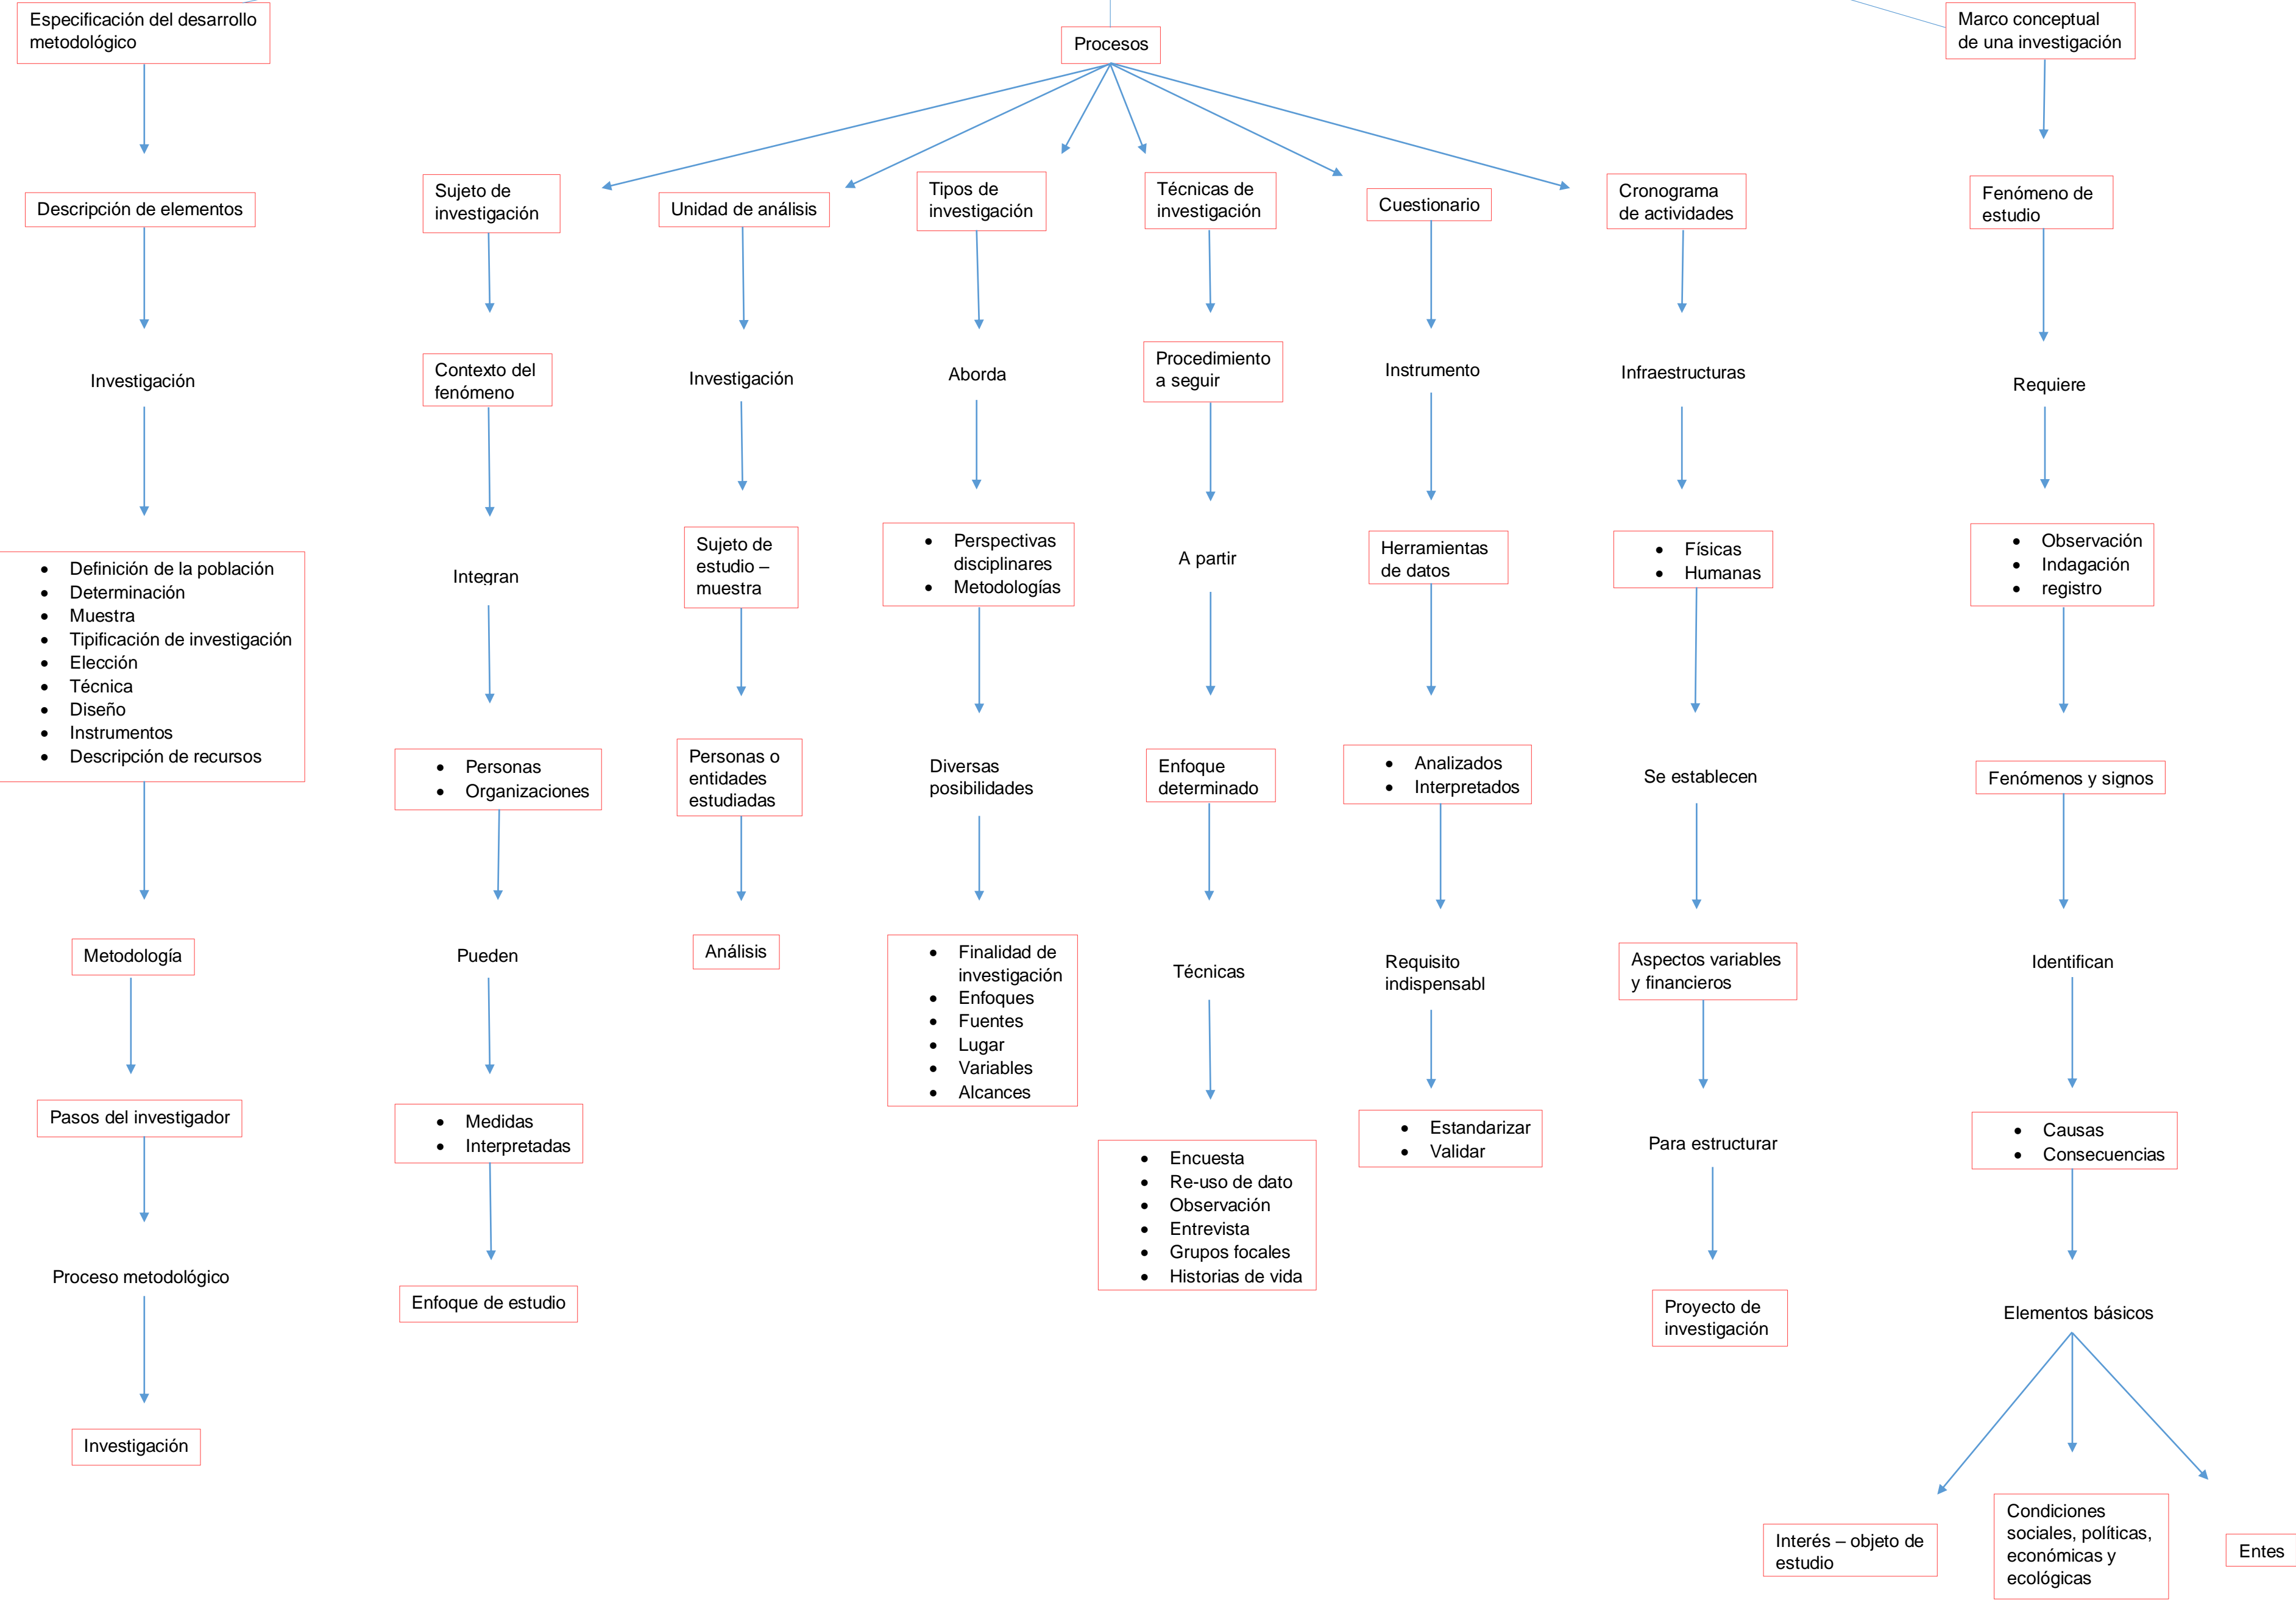 Especificación del desarrollo
metodológico
Descripción de elementos
Investigación
• Definición de la población
• Determinación
• Muestra
• Tipificación de investigación
• Elección
• Técnica
• Diseño
• Instrumentos
• Descripción de recursos
Metodología
Pasos del investigador
Proceso metodológico
Investigación
Procesos
Sujeto de
investigación
Contexto del
fenómeno
Integran
• Personas
• Organizaciones
Pueden
• Medidas
• Interpretadas
Enfoque de estudio
Unidad de análisis
Investigación
Sujeto de
estudio –
muestra
Personas o
entidades
estudiadas
Análisis
Tipos de
investigación
Aborda
• Perspectivas
disciplinares
• Metodologías
Diversas
posibilidades
• Finalidad de
investigación
• Enfoques
• Fuentes
• Lugar
• Variables
• Alcances
Técnicas de
investigación
Procedimiento
a seguir
A partir
Enfoque
determinado
Técnicas
• Encuesta
• Re-uso de dato
• Observación
• Entrevista
• Grupos focales
• Historias de vida
Cuestionario
Instrumento
Herramientas
de datos
• Analizados
• Interpretados
Requisito
indispensabl
• Estandarizar
• Validar
Cronograma
de actividades
Infraestructuras
• Físicas
• Humanas
Se establecen
Aspectos variables
y financieros
Para estructurar
Proyecto de
investigación
Marco conceptual
de una investigación
Fenómeno de
estudio
Requiere
• Observación
• Indagación
• registro
Fenómenos y signos
Identifican
• Causas
• Consecuencias
Elementos básicos
Interés – objeto de
estudio
Condiciones
sociales, políticas,
económicas y
ecológicas
Entes